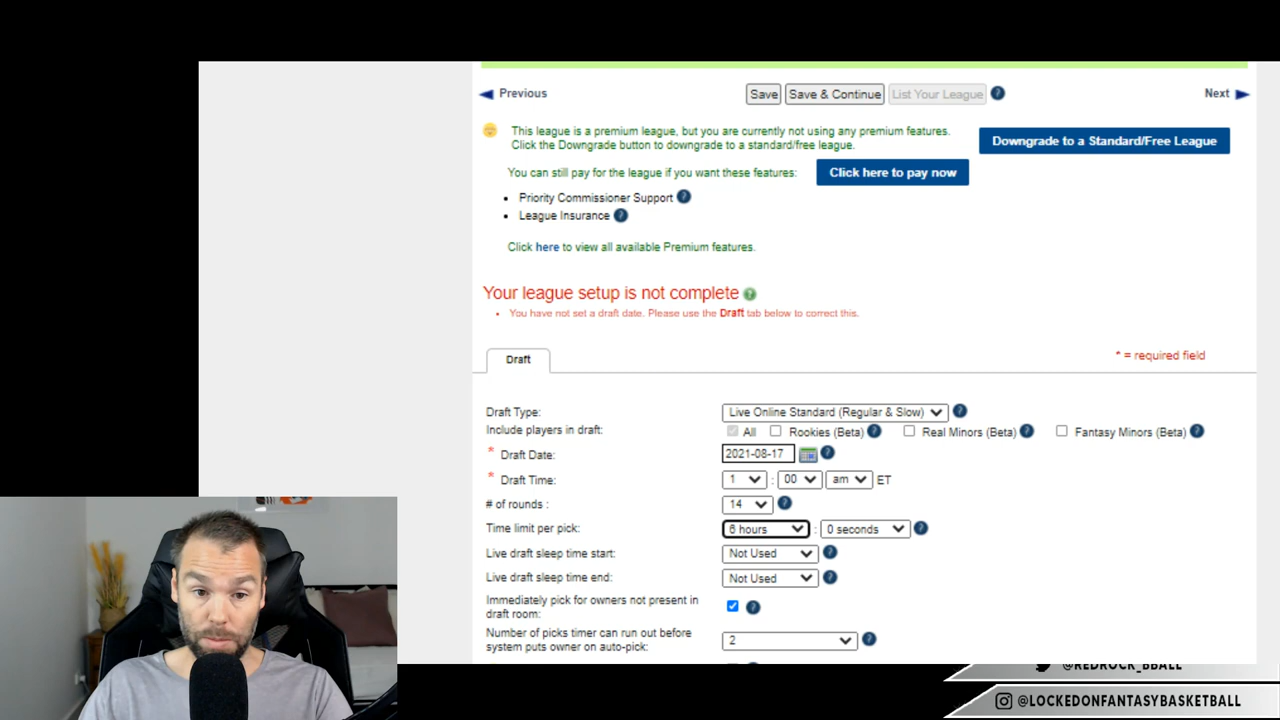 Previous
Save Save & Continue List Your League ?
Next
This league is a premium league, but you are currently not using any premium features.
Click the Downgrade button to downgrade to a standard/free league.
Downgrade to a Standard/Free League
You can still pay for the league if you want these features:
Click here to pay now
• Priority Commissioner Support ?
• League Insurance ?
Click here to view all available Premium features.
Your league setup is not complete ?
• You have not set a draft date. Please use the Draft tab below to correct this.
Draft
* = required field
Draft Type: Live Online Standard (Regular & Slow) ?
Include players in draft: All Rookies (Beta) ? Real Minors (Beta) ? Fantasy Minors (Beta) ?
* Draft Date: 2021-08-17 ?
* Draft Time: 1 : 00 am ET
# of rounds : 14 ?
Time limit per pick: 6 hours : 0 seconds ?
Live draft sleep time start: Not Used ?
Live draft sleep time end: Not Used ?
Immediately pick for owners not present in
draft room: ?
Number of picks timer can run out before
system puts owner on auto-pick: 2 ?
@REDROCK_BBALL
@LOCKEDONFANTASYBASKETBALL